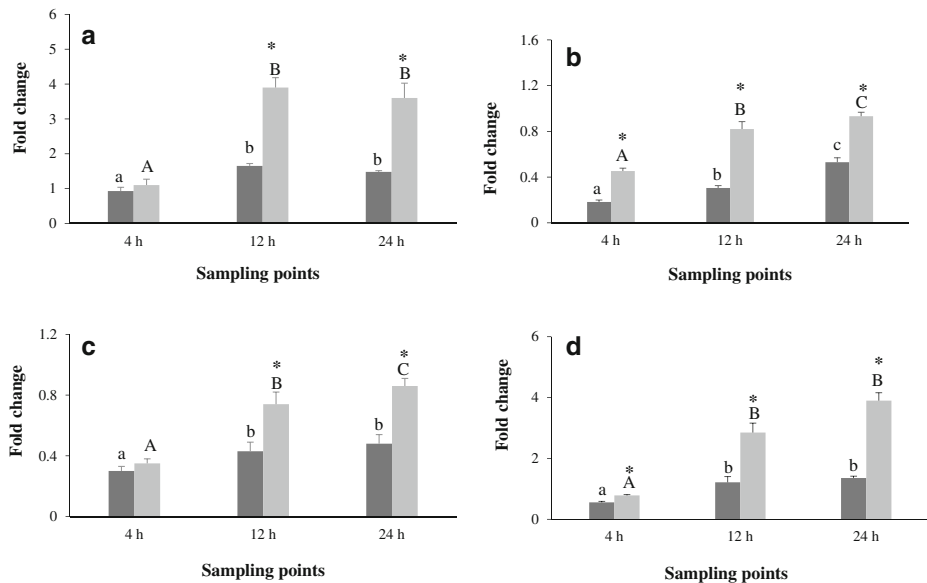 a
6
5
4
3
2
1
0
Fold change
a A
b B *
b B *
4 h 12 h 24 h
Sampling points
b
1.6
1.2
0.8
0.4
0
Fold change
a A *
b B *
c C *
4 h 12 h 24 h
Sampling points
c
1.2
0.8
0.4
0.0
Fold change
a A
b B *
b C *
4 h 12 h 24 h
Sampling points
d
6
4
2
0
Fold change
a A *
b B *
b B *
4 h 12 h 24 h
Sampling points